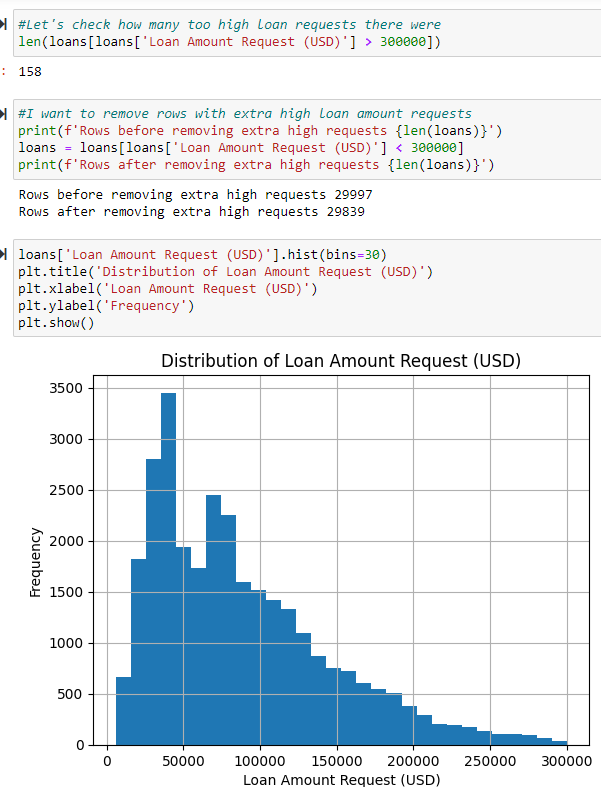 #Let's check how many too high loan requests there were
len(loans[loans['Loan Amount Request (USD)'] > 300000])
: 158
#I want to remove rows with extra high loan amount requests
print(f'Rows before removing extra high requests {len(loans)}')
loans = loans[loans['Loan Amount Request (USD)'] < 300000]
print(f'Rows after removing extra high requests {len(loans)}')
Rows before removing extra high requests 29997
Rows after removing extra high requests 29839
loans['Loan Amount Request (USD)'].hist(bins=30)
plt.title('Distribution of Loan Amount Request (USD)')
plt.xlabel('Loan Amount Request (USD)')
plt.ylabel('Frequency')
plt.show()
Distribution of Loan Amount Request (USD)
3500
3000
2500
2000
1500
1000
500
0
Frequency
0 50000 100000 150000 200000 250000 300000
Loan Amount Request (USD)